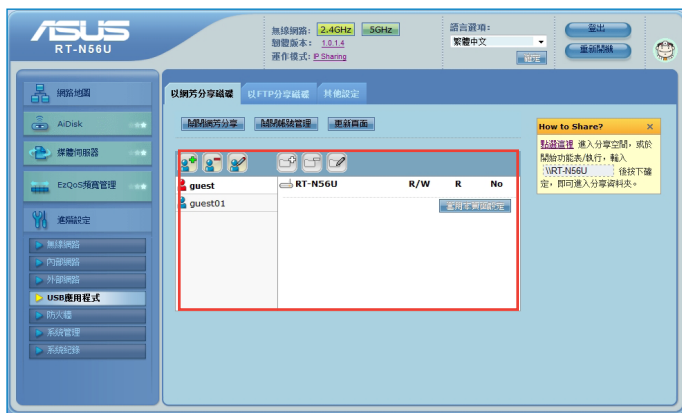 ASUS
RT-N56U
無線網路: 2.4GHz 5GHz
韌體版本: 1.0.1.4
運作模式: IP Sharing
語言選項:
繁體中文
確定
登出
重新開機
網路地圖
AiDisk
媒體伺服器
EzQoS頻寬管理
進階設定
無線網路
內部網路
外部網路
USB應用程式
防火牆
系統管理
系統紀錄
以網芳分享磁碟 以FTP分享磁碟 其他設定
關閉網芳分享 關閉帳號管理 更新頁面
guest
guest01
RT-N56U R/W R No
How to Share? ×
點選這裡 進入分享空間，或於
開始功能表/執行，輸入
\\RT-N56U 後按下確
定，即可進入分享資料夾。